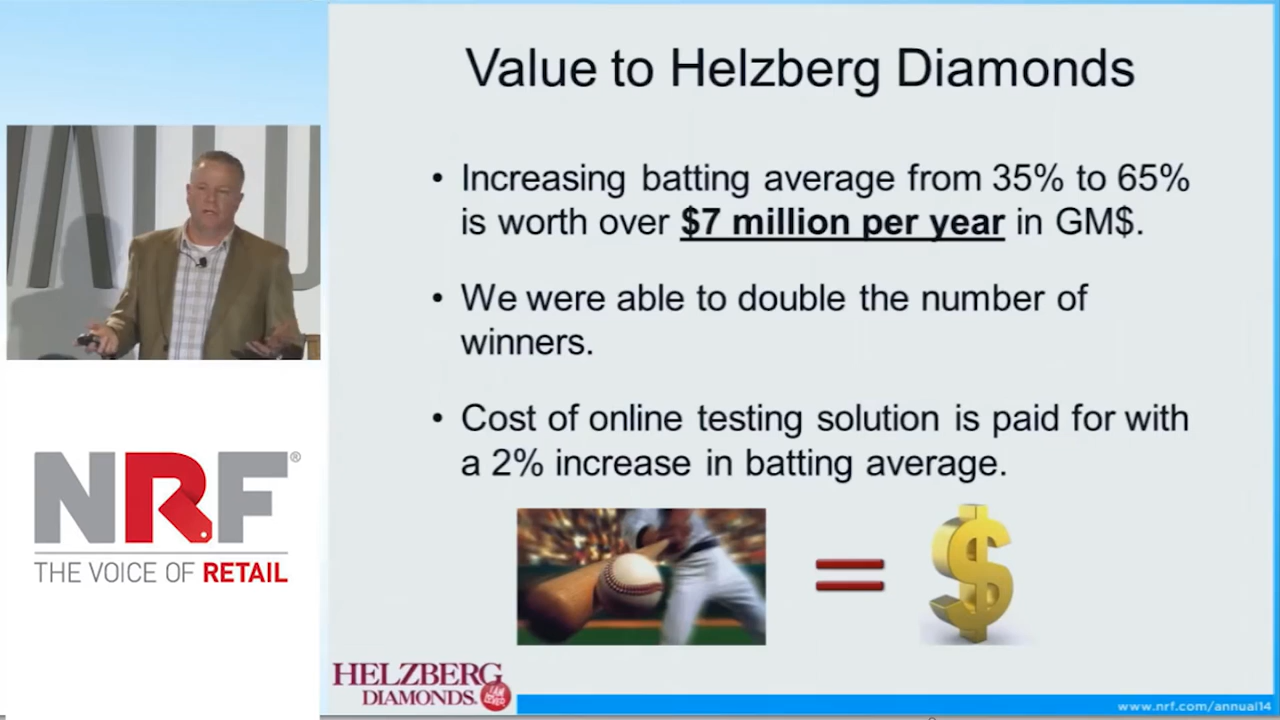 Value to Helzberg Diamonds
• Increasing batting average from 35% to 65%
is worth over $7 million per year in GM$.
• We were able to double the number of
winners.
• Cost of online testing solution is paid for with
a 2% increase in batting average.
NRF®
THE VOICE OF RETAIL
HELZBERG
DIAMONDS.
I AM
LOVED
www.nrf.com/annual14